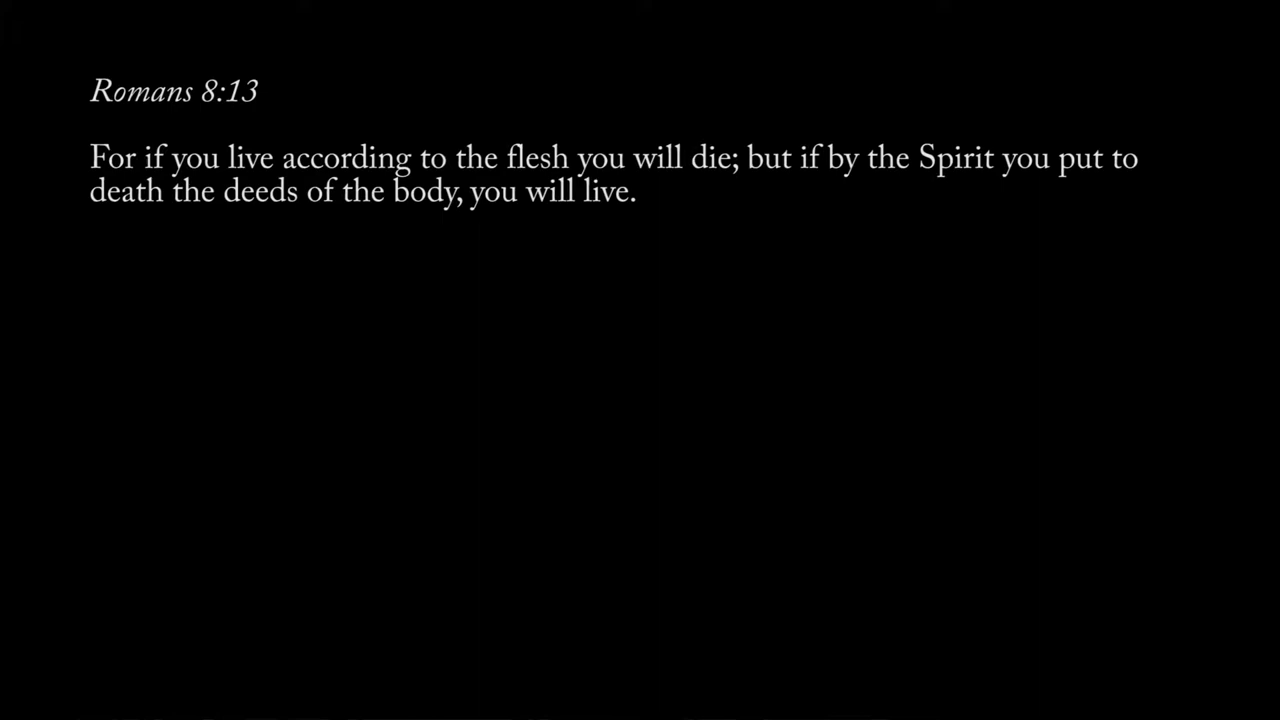 Romans 8:13
For if you live according to the flesh you will die; but if by the Spirit you put to
death the deeds of the body, you will live.